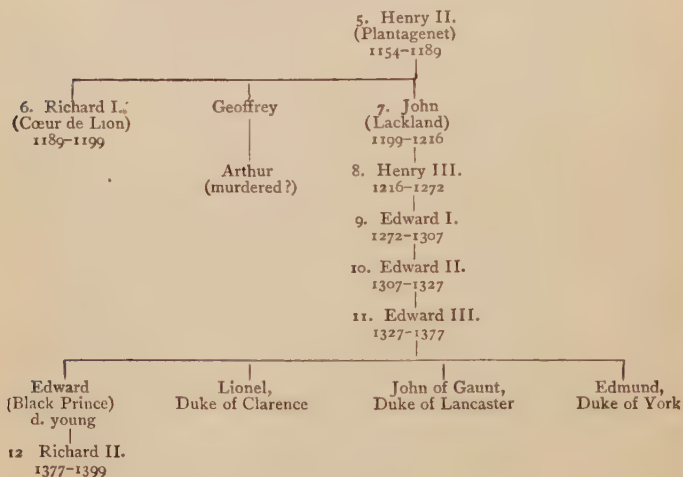 5. Henry II.
(Plantagenet)
1154-1189
6. Richard I.
(Cœur de Lion)
1189-1199
Geoffrey
7. John
(Lackland)
1199-1216
Arthur
(murdered?)
8. Henry III.
1216-1272
9. Edward I.
1272-1307
10. Edward II.
1307-1327
11. Edward III.
1327-1377
Edward
(Black Prince)
d. young
Lionel,
Duke of Clarence
John of Gaunt,
Duke of Lancaster
Edmund,
Duke of York
12 Richard II.
1377-1399